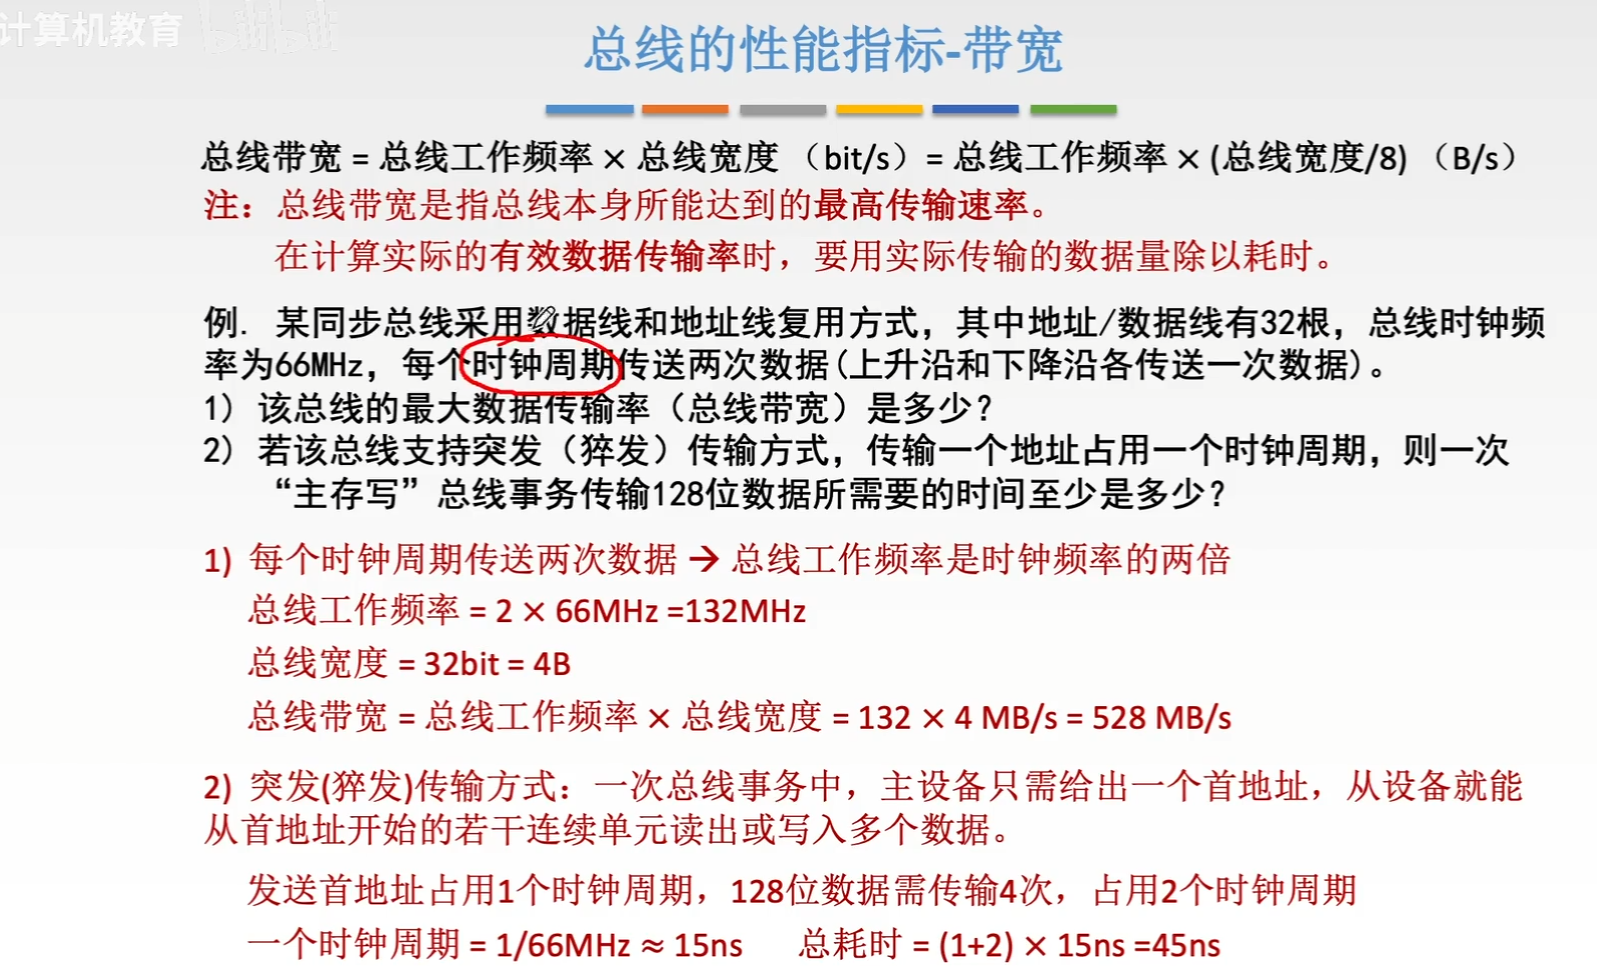 计算机教育 bilibili
总线的性能指标-带宽
总线带宽 = 总线工作频率 × 总线宽度 （bit/s）= 总线工作频率 × (总线宽度/8) （B/s）
注：总线带宽是指总线本身所能达到的最高传输速率。
在计算实际的有效数据传输率时，要用实际传输的数据量除以耗时。
例. 某同步总线采用数据线和地址线复用方式，其中地址/数据线有32根，总线时钟频
率为66MHz，每个时钟周期传送两次数据(上升沿和下降沿各传送一次数据)。
1) 该总线的最大数据传输率（总线带宽）是多少?
2) 若该总线支持突发（猝发）传输方式，传输一个地址占用一个时钟周期，则一次
“主存写”总线事务传输128位数据所需要的时间至少是多少?
1) 每个时钟周期传送两次数据 → 总线工作频率是时钟频率的两倍
总线工作频率 = 2 × 66MHz =132MHz
总线宽度 = 32bit = 4B
总线带宽 = 总线工作频率 × 总线宽度 = 132 × 4 MB/s = 528 MB/s
2) 突发(猝发)传输方式：一次总线事务中，主设备只需给出一个首地址，从设备就能
从首地址开始的若干连续单元读出或写入多个数据。
发送首地址占用1个时钟周期，128位数据需传输4次，占用2个时钟周期
一个时钟周期 = 1/66MHz ≈ 15ns 总耗时 = (1+2) × 15ns =45ns